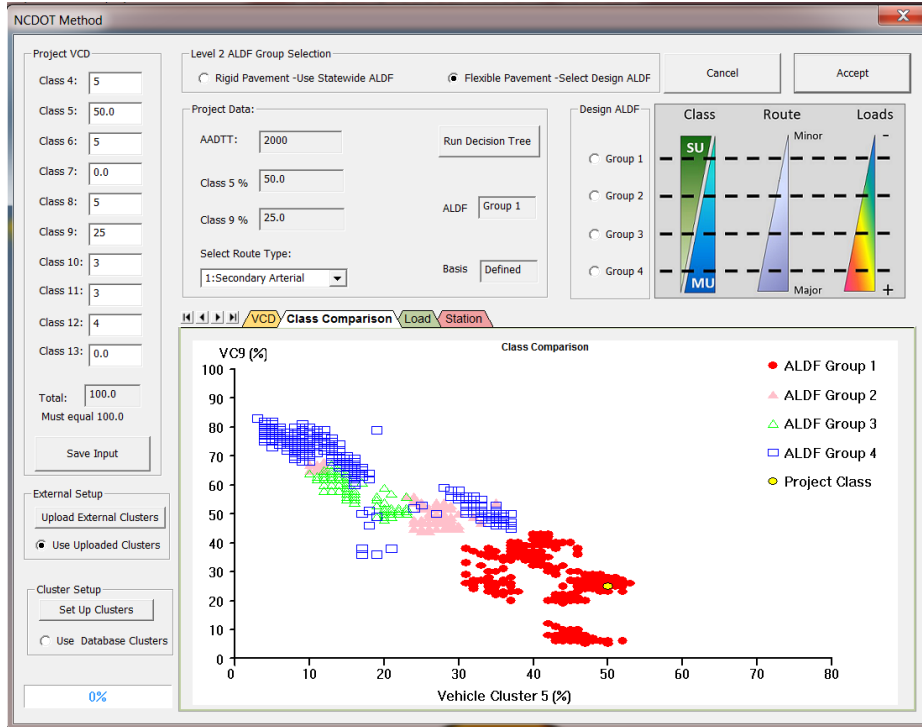 NCDOT Method
Project VCD
Class 4: 5
Class 5: 50.0
Class 6: 5
Class 7: 0.0
Class 8: 5
Class 9: 25
Class 10: 3
Class 11: 3
Class 12: 4
Class 13: 0.0
Total: 100.0
Must equal 100.0
Save Input
External Setup
Upload External Clusters
Use Uploaded Clusters
Cluster Setup
Set Up Clusters
Use Database Clusters
0%
Level 2 ALDF Group Selection
Rigid Pavement -Use Statewide ALDF
Flexible Pavement -Select Design ALDF
Cancel
Accept
Project Data:
AADTT: 2000
Class 5 % 50.0
Class 9 % 25.0
Select Route Type:
1:Secondary Arterial
Run Decision Tree
ALDF Group 1
Basis Defined
Design ALDF
Group 1
Group 2
Group 3
Group 4
Class Route Loads
SU Minor -
MU Major +
VCD Class Comparison Load Station
Class Comparison
VC9 (%)
100
90
80
70
60
50
40
30
20
10
0
0 10 20 30 40 50 60 70 80
Vehicle Cluster 5 (%)
ALDF Group 1
ALDF Group 2
ALDF Group 3
ALDF Group 4
Project Class